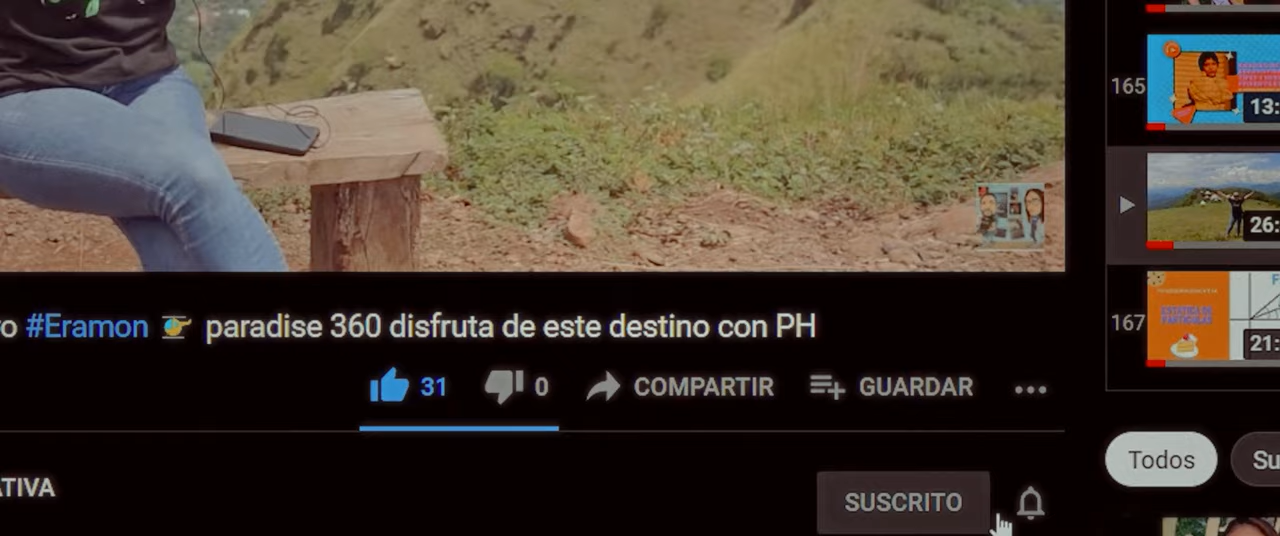 165
13:
26:
167
21:
#Eramon paradise 360 disfruta de este destino con PH
31
0
COMPARTIR
GUARDAR
Todos
ATIVA
SUSCRITO